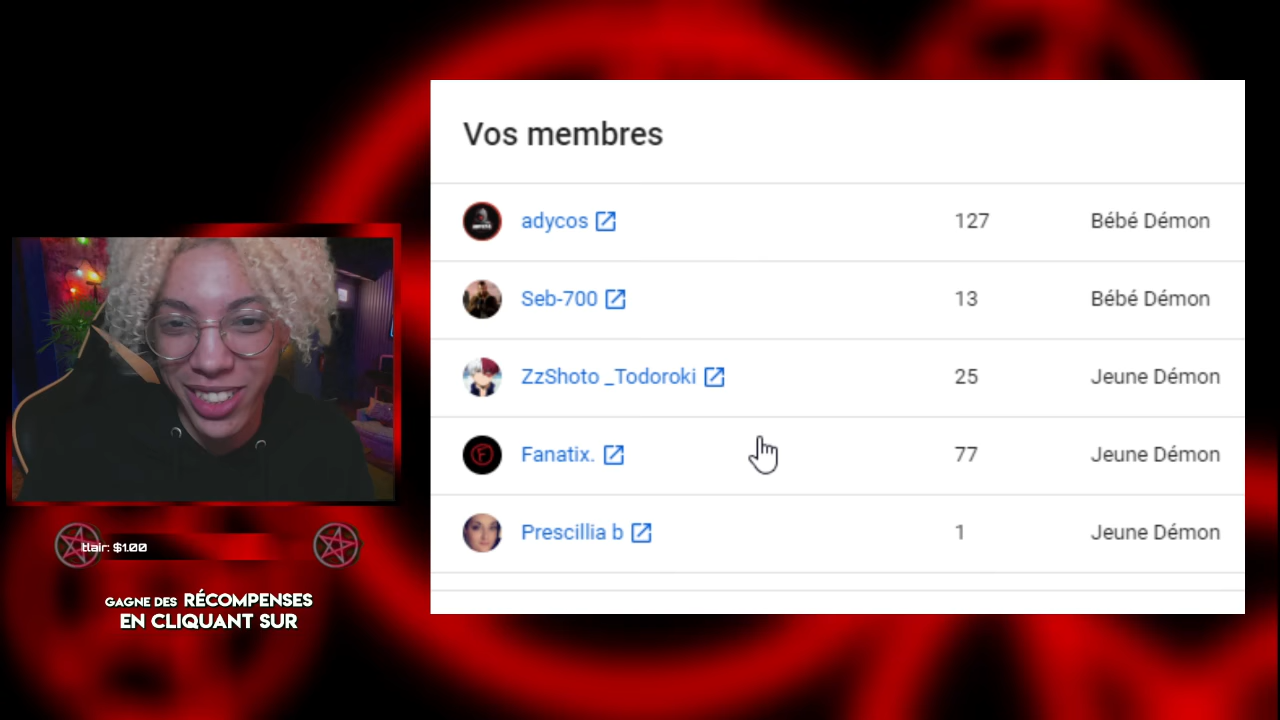 Vos membres
adycos 127 Bébé Démon
Seb-700 13 Bébé Démon
ZzShoto _Todoroki 25 Jeune Démon
Fanatix. 77 Jeune Démon
Prescillia b 1 Jeune Démon
tlair: $1.00
GAGNE DES RÉCOMPENSES
EN CLIQUANT SUR